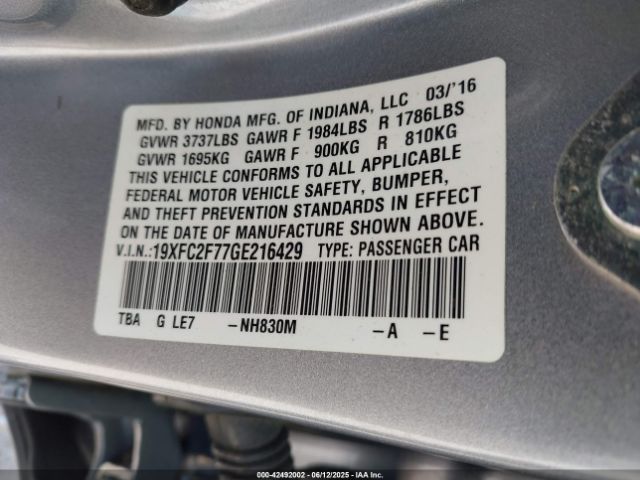 MFD. BY HONDA MFG. OF INDIANA, LLC 03/'16
GVWR 3737LBS GAWR F 1984LBS R 1786LBS
GVWR 1695KG GAWR F 900KG R 810KG
THIS VEHICLE CONFORMS TO ALL APPLICABLE
FEDERAL MOTOR VEHICLE SAFETY, BUMPER,
AND THEFT PREVENTION STANDARDS IN EFFECT
ON THE DATE OF MANUFACTURE SHOWN ABOVE.
V.I.N.:19XFC2F77GE216429 TYPE: PASSENGER CAR
TBA G LE7 -NH830M -A -E
000-42492002 - 06/12/2025 - IAA Inc.